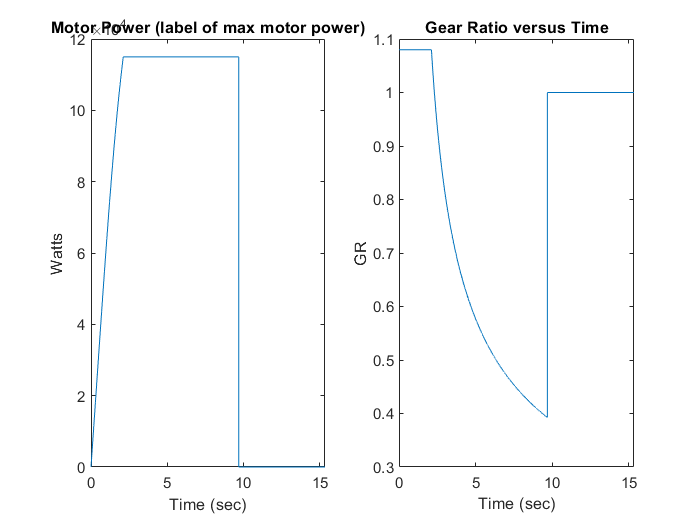 Motor Power (label of max motor power)
×10⁴
12
10
8
6
4
2
0
Watts
0 5 10 15
Time (sec)
Gear Ratio versus Time
1.1
1
0.9
0.8
0.7
0.6
0.5
0.4
0.3
GR
0 5 10 15
Time (sec)